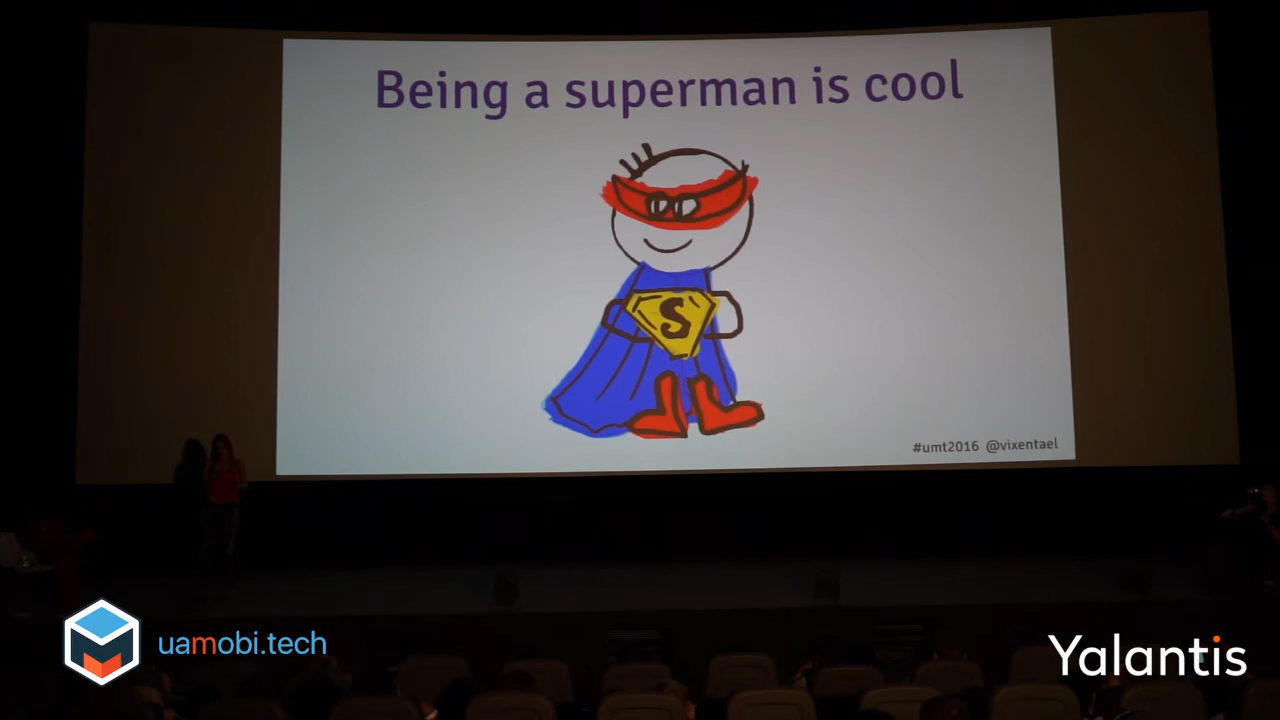 Being a superman is cool
S
#umt2016 @vixentael
uamobi.tech
Yalantis